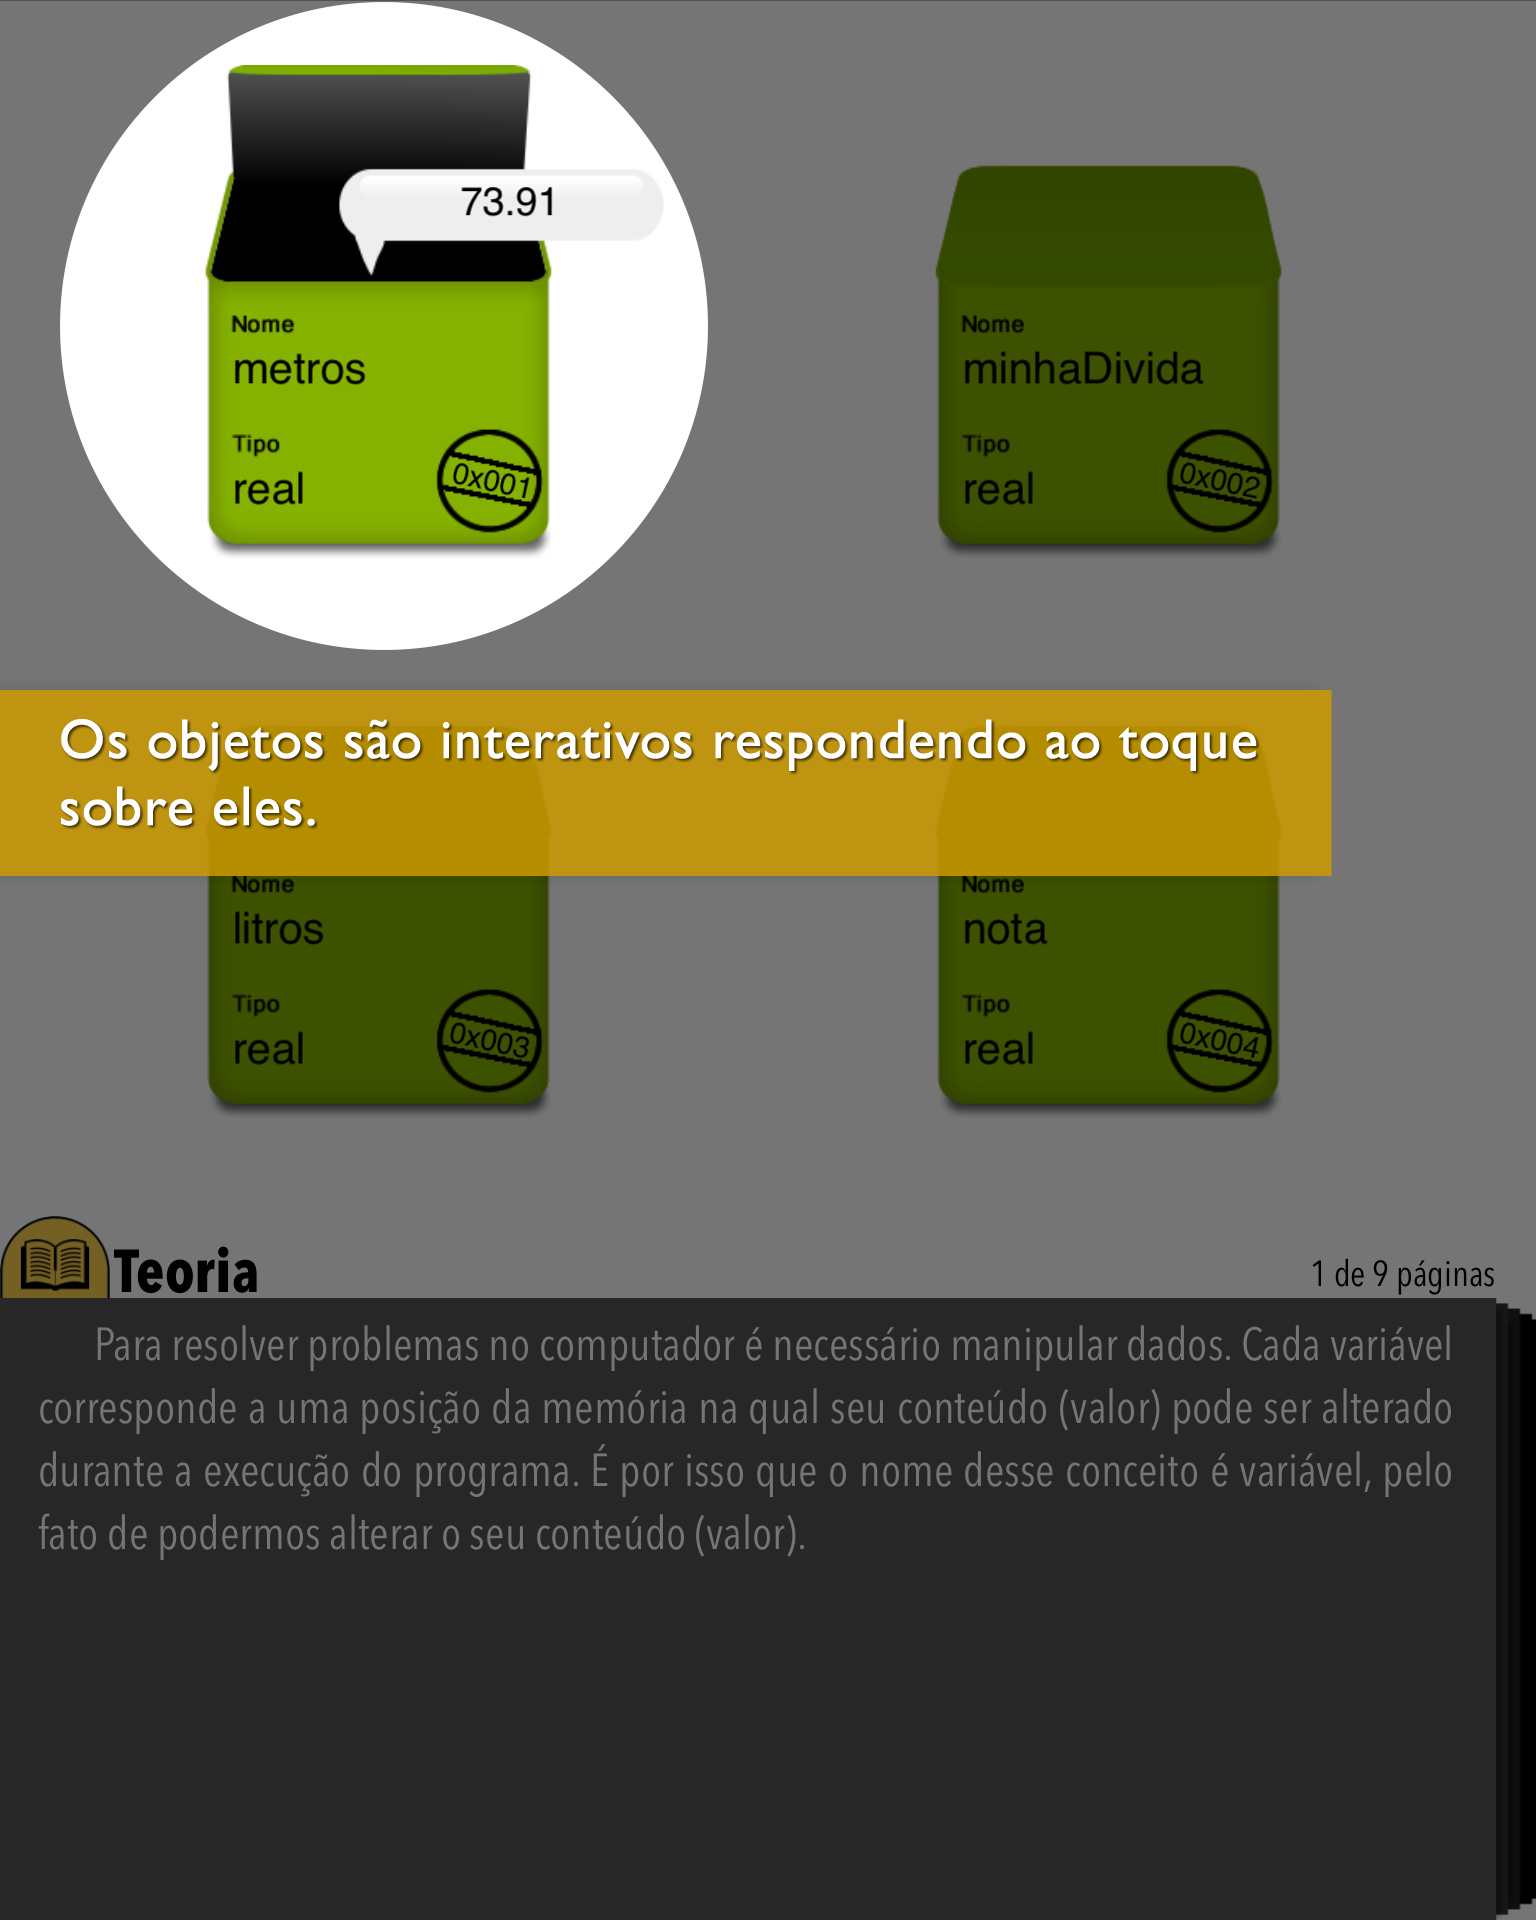 73.91
Nome
metros
Tipo
real
0x001
Nome
minhaDivida
Tipo
real
0x002
Os objetos são interativos respondendo ao toque
sobre eles.
Nome
litros
Tipo
real
0x003
Nome
nota
Tipo
real
0x004
Teoria
1 de 9 páginas
Para resolver problemas no computador é necessário manipular dados. Cada variável
corresponde a uma posição da memória na qual seu conteúdo (valor) pode ser alterado
durante a execução do programa. É por isso que o nome desse conceito é variável, pelo
fato de podermos alterar o seu conteúdo (valor).